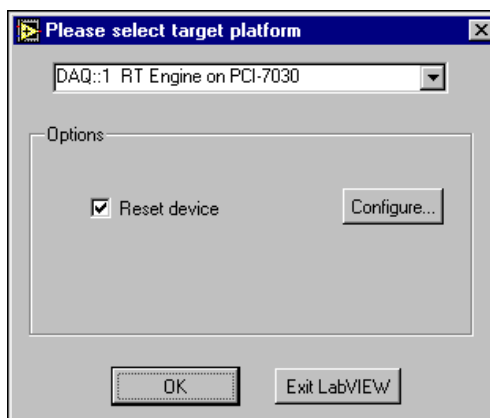 Please select target platform
DAQ::1 RT Engine on PCI-7030
Options
Reset device
Configure...
OK
Exit LabVIEW